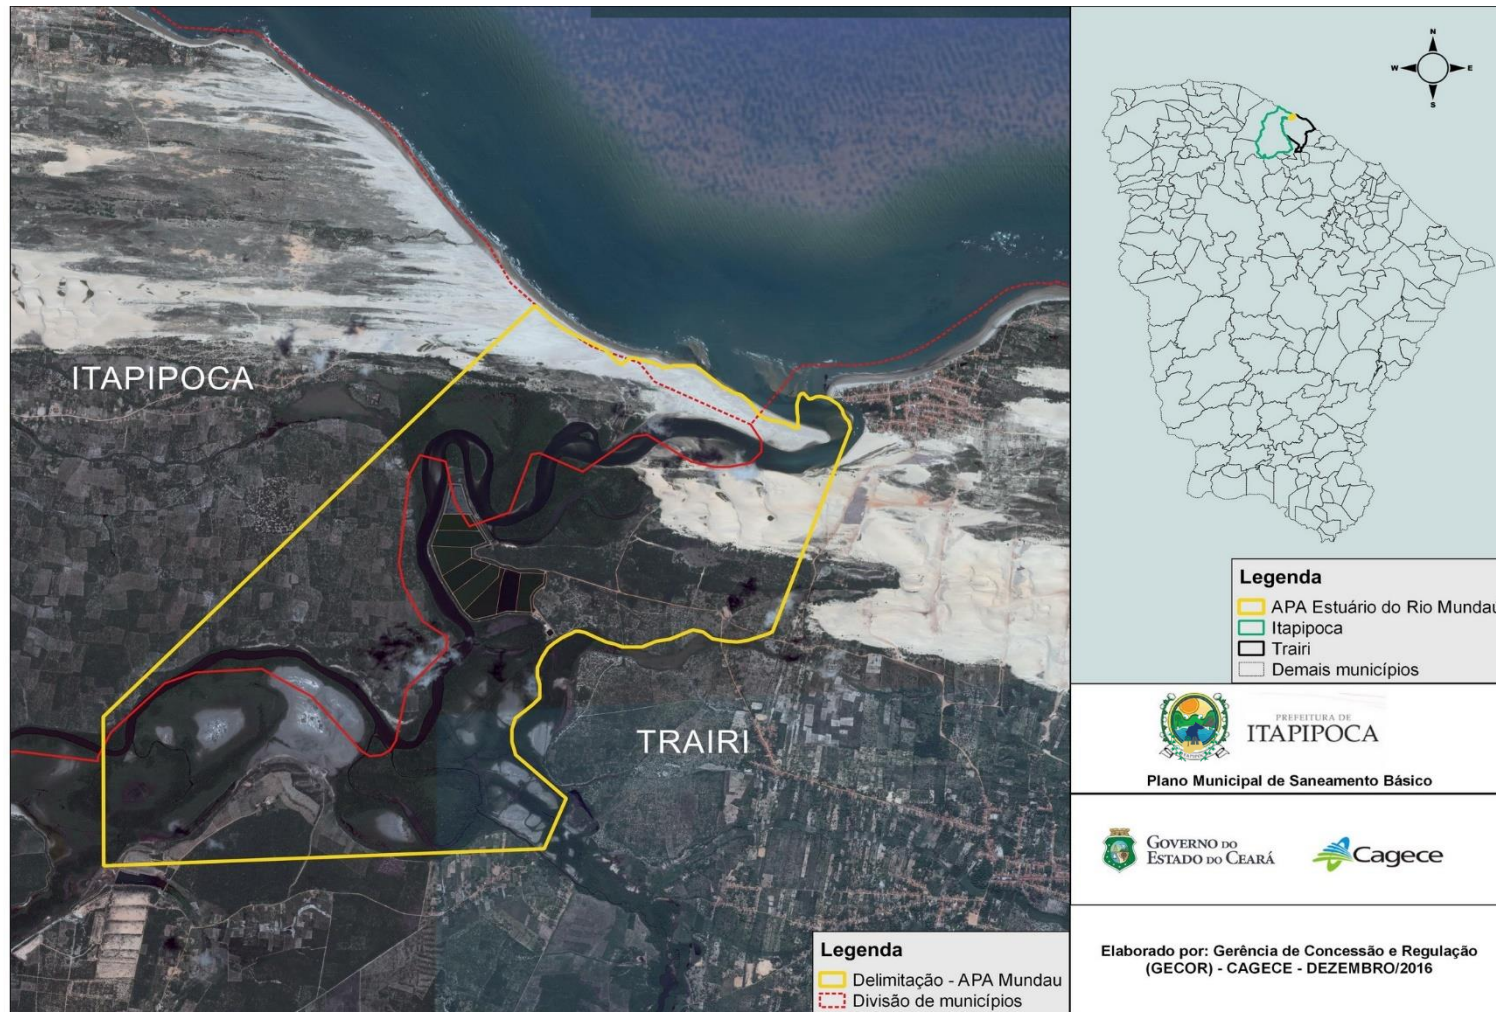 ITAPIPOCA
TRAIRI
Legenda
Delimitação - APA Mundau
Divisão de municípios
N
W
E
S
Legenda
APA Estuário do Rio Mundau
Itapipoca
Trairi
Demais municípios
PREFEITURA DE
ITAPIPOCA
Plano Municipal de Saneamento Básico
GOVERNO DO
ESTADO DO CEARÁ
Cagece
Elaborado por: Gerência de Concessão e Regulação
(GECOR) - CAGECE - DEZEMBRO/2016